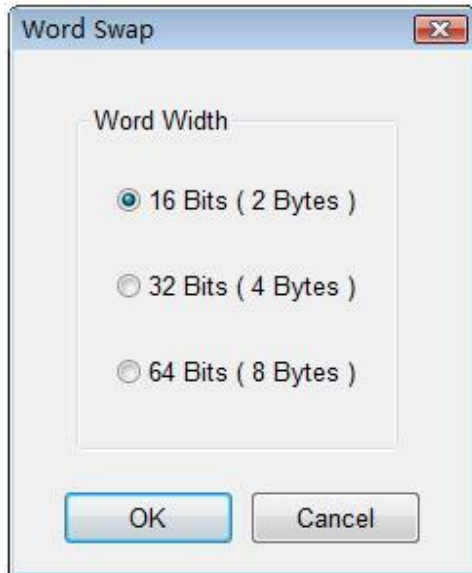 Word Swap
Word Width
16 Bits ( 2 Bytes )
32 Bits ( 4 Bytes )
64 Bits ( 8 Bytes )
OK
Cancel